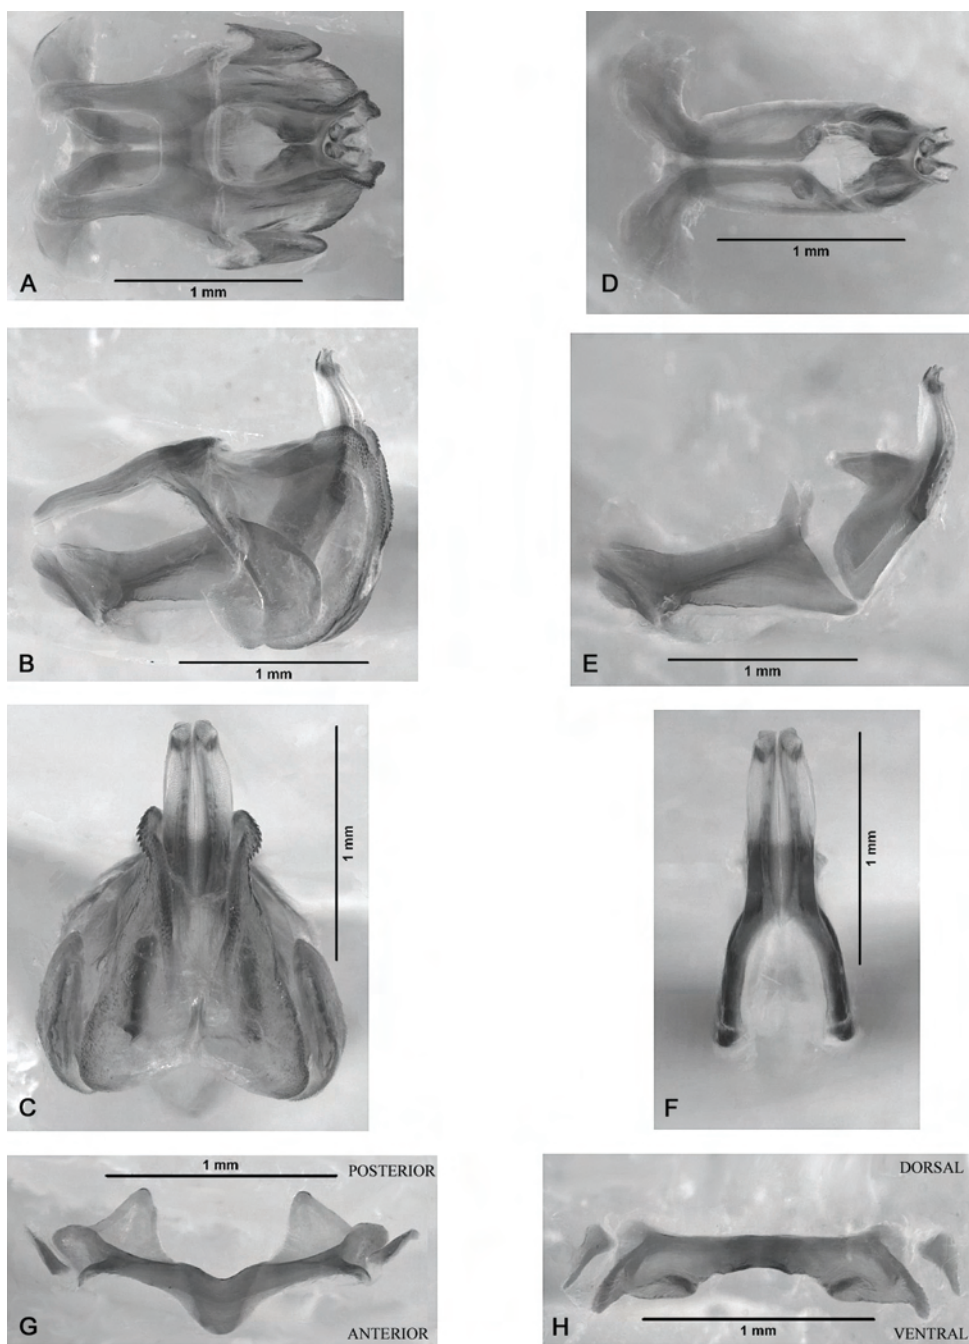 A
1 mm
D
1 mm
B
1 mm
E
1 mm
C
1 mm
F
1 mm
1 mm
POSTERIOR
G
ANTERIOR
DORSAL
H
1 mm
VENTRAL